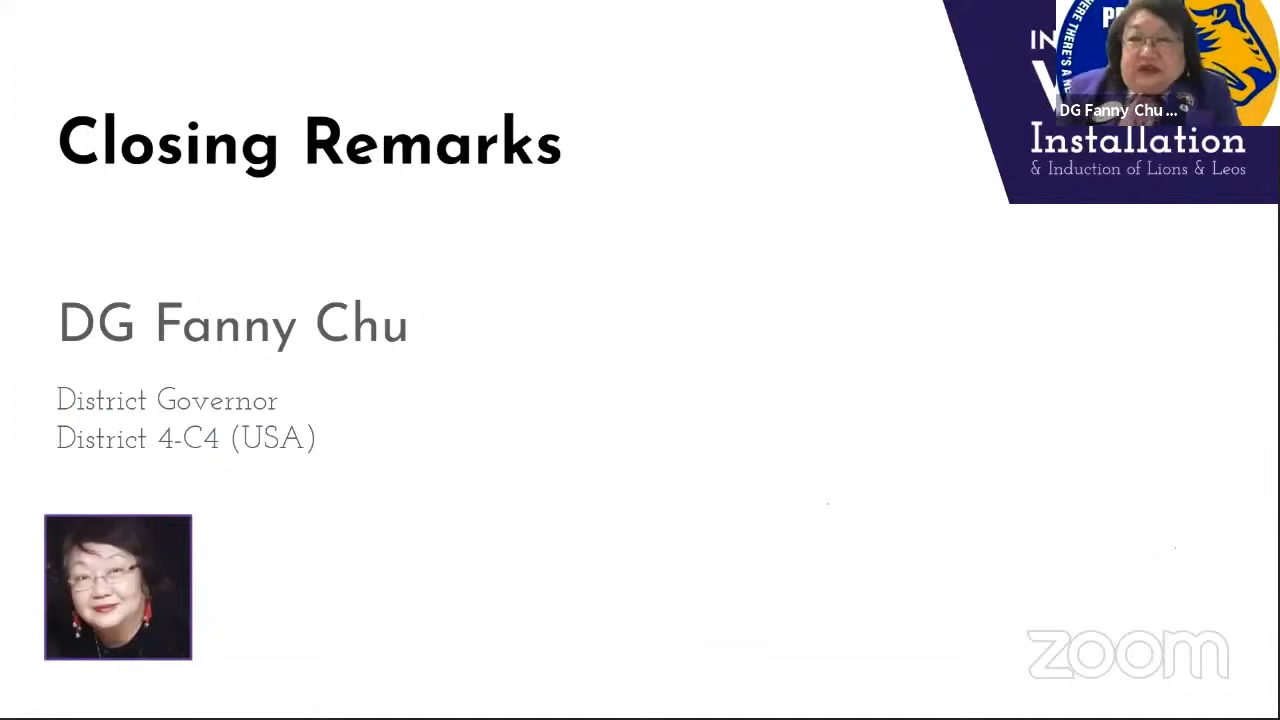 Closing Remarks
DG Fanny Chu
District Governor
District 4-C4 (USA)
DG Fanny Chu ...
Installation
& Induction of Lions & Leos
zoom